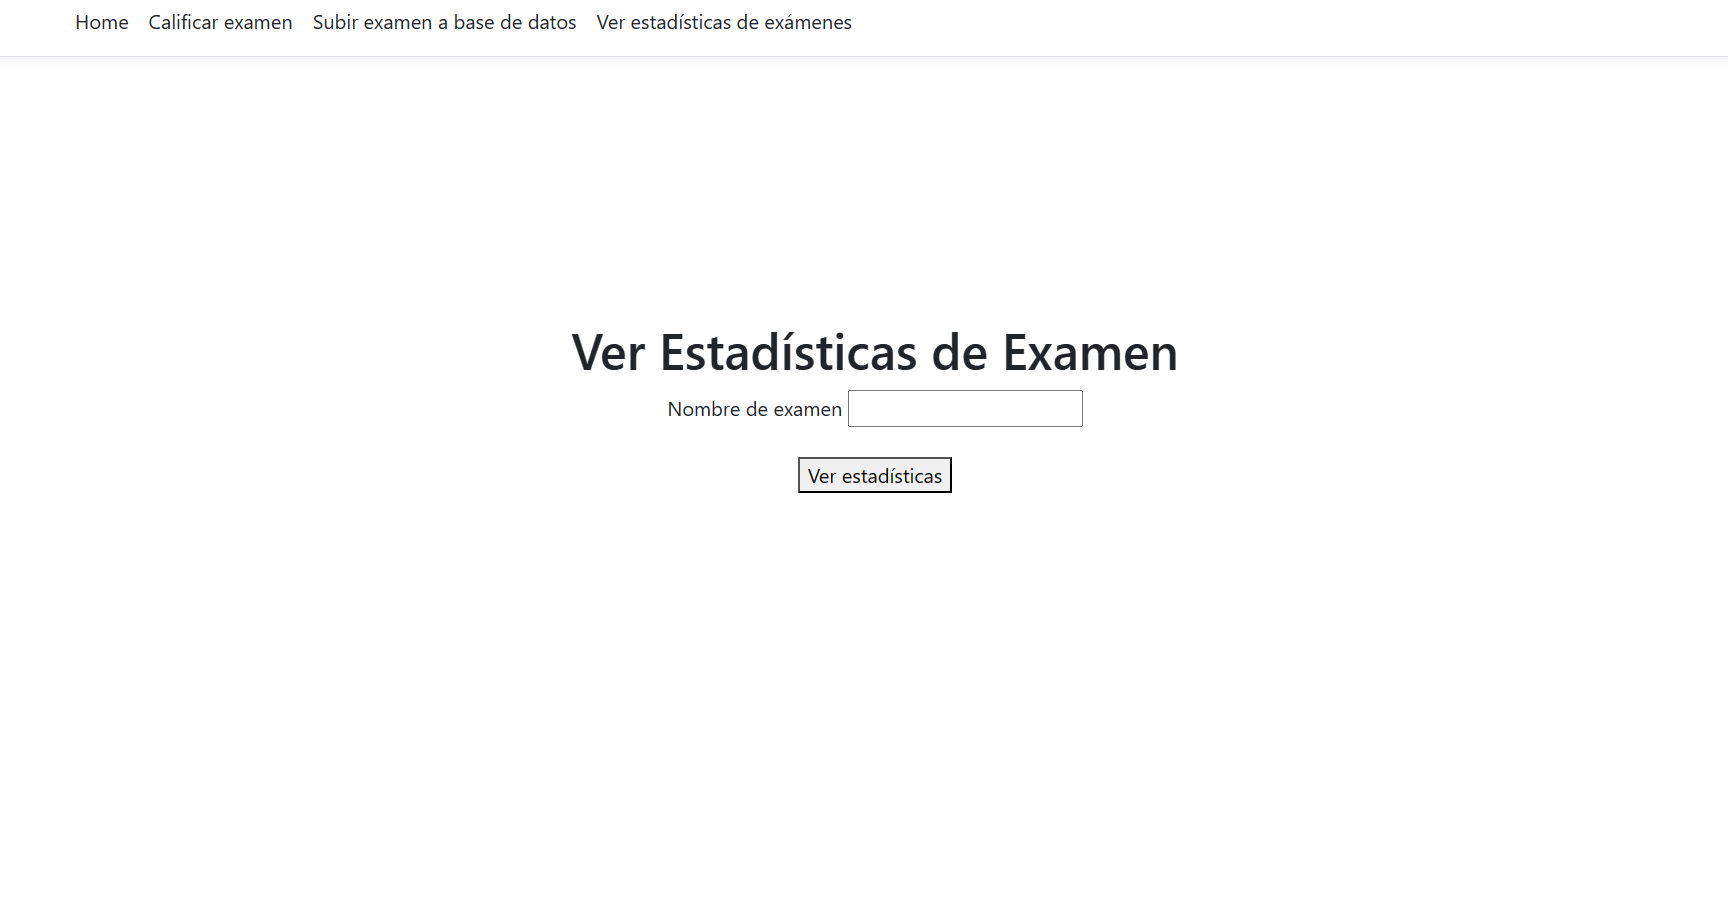 Home Calificar examen Subir examen a base de datos Ver estadísticas de exámenes
Ver Estadísticas de Examen
Nombre de examen
Ver estadísticas